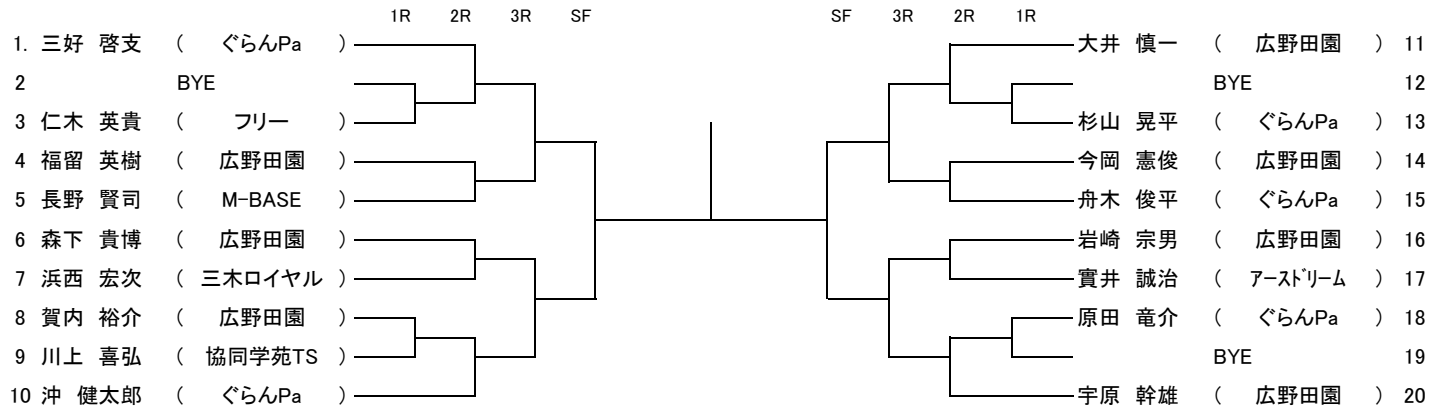 1R 2R 3R SF SF 3R 2R 1R
1. 三好 啓支 ( ぐらんPa ) 大井 慎一 ( 広野田園 ) 11
2 BYE BYE 12
3 仁木 英貴 ( フリー ) 杉山 晃平 ( ぐらんPa ) 13
4 福留 英樹 ( 広野田園 ) 今岡 憲俊 ( 広野田園 ) 14
5 長野 賢司 ( M-BASE ) 舟木 俊平 ( ぐらんPa ) 15
6 森下 貴博 ( 広野田園 ) 岩崎 宗男 ( 広野田園 ) 16
7 浜西 宏次 ( 三木ロイヤル ) 實井 誠治 ( アースドリーム ) 17
8 賀内 裕介 ( 広野田園 ) 原田 竜介 ( ぐらんPa ) 18
9 川上 喜弘 ( 協同学苑TS ) BYE 19
10 沖 健太郎 ( ぐらんPa ) 宇原 幹雄 ( 広野田園 ) 20